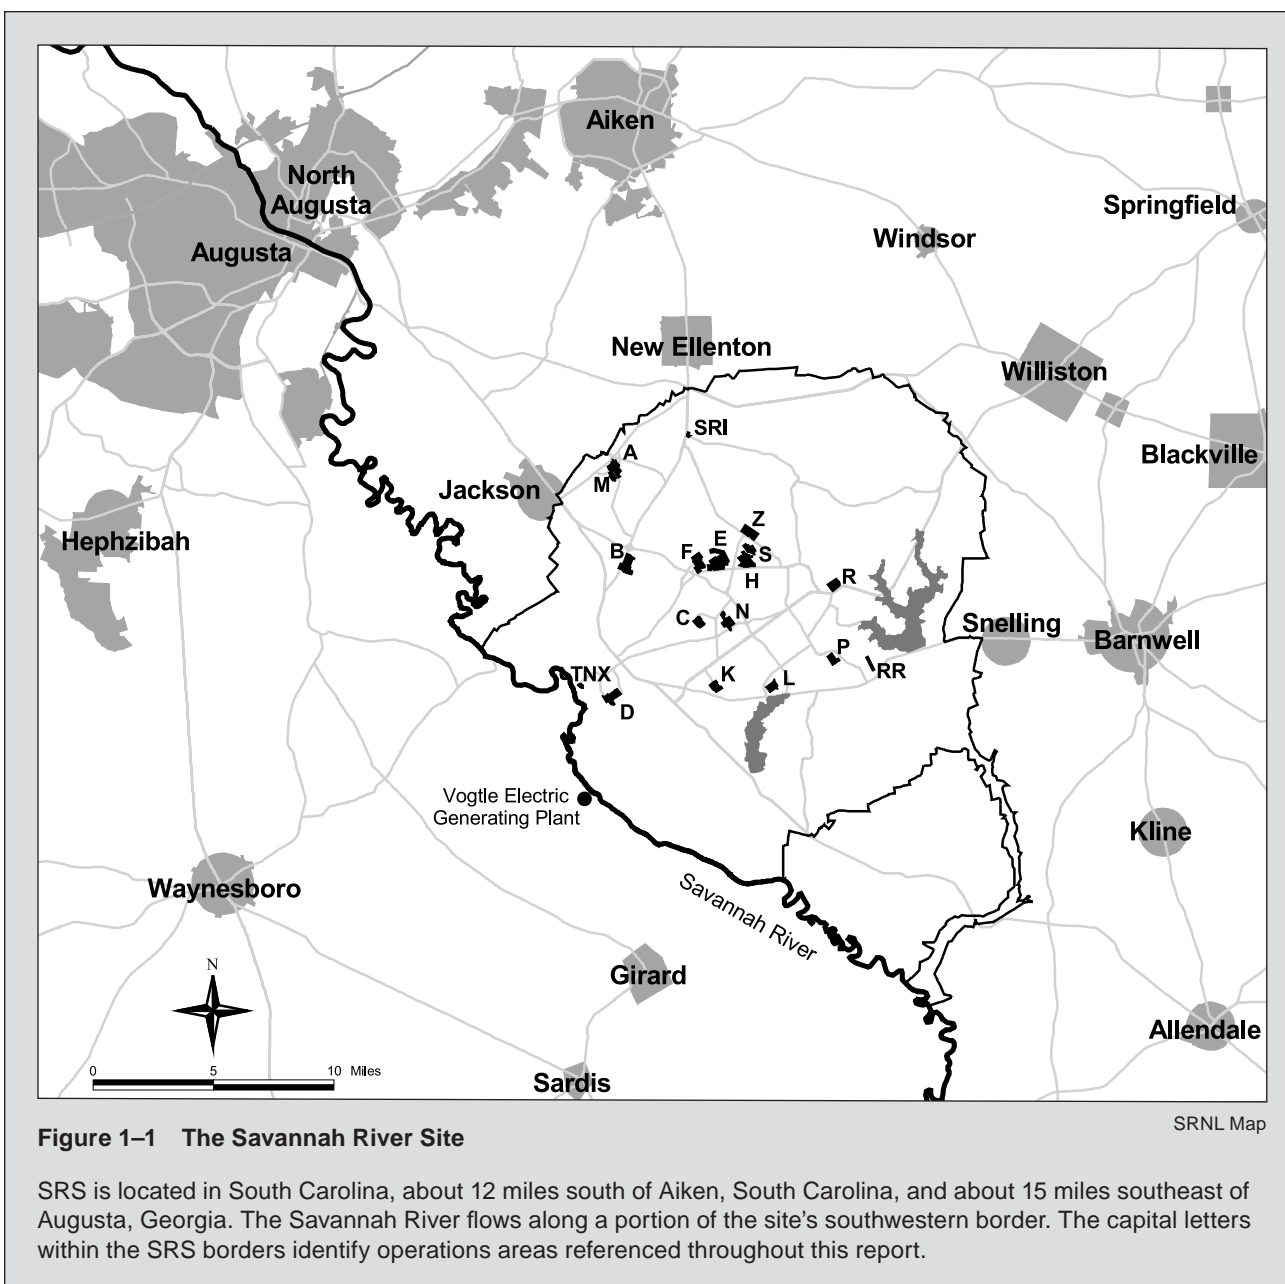 Aiken
North
Augusta
Springfield
Windsor
Augusta
New Ellenton
Williston
SRI
A
Blackville
M
Jackson
Z
Hephzibah
B
F
E
S
H
R
C
N
Snelling
Barnwell
P
RR
TNX
K
L
D
Vogtle Electric
Generating Plant
Kline
Waynesboro
Savannah River
N
Girard
Allendale
0 5 10 Miles
Sardis
SRNL Map
Figure 1–1 The Savannah River Site
SRS is located in South Carolina, about 12 miles south of Aiken, South Carolina, and about 15 miles southeast of
Augusta, Georgia. The Savannah River flows along a portion of the site's southwestern border. The capital letters
within the SRS borders identify operations areas referenced throughout this report.